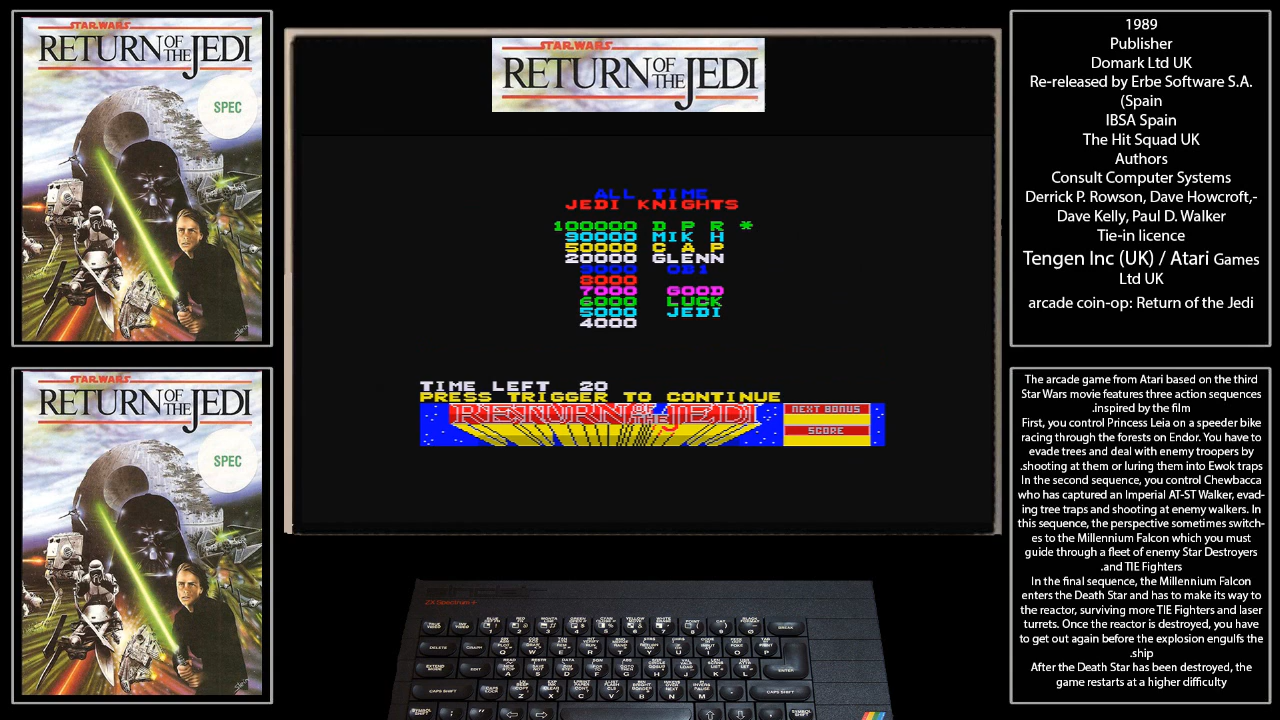 STAR WARS
RETURN OF THE JEDI
SPEC
STAR WARS
RETURN OF THE JEDI
SPEC
STAR WARS
RETURN OF THE JEDI
ALL TIME
JEDI KNIGHTS
100000 D P R *
90000 MIK H
50000 C A P
20000 GLENN
9000 OB1
8000
7000 GOOD
6000 LUCK
5000 JEDI
4000
TIME LEFT 20
PRESS TRIGGER TO CONTINUE
RETURN OF THE JEDI
NEXT BONUS
SCORE
sinclair
ZX Spectrum+
1989
Publisher
Domark Ltd UK
Re-released by Erbe Software S.A.
(Spain
IBSA Spain
The Hit Squad UK
Authors
Consult Computer Systems
Derrick P. Rowson, Dave Howcroft,-
Dave Kelly, Paul D. Walker
Tie-in licence
Tengen Inc (UK) / Atari Games
Ltd UK
arcade coin-op: Return of the Jedi
The arcade game from Atari based on the third
Star Wars movie features three action sequences
.inspired by the film
First, you control Princess Leia on a speeder bike
racing through the forests on Endor. You have to
evade trees and deal with enemy troopers by
.shooting at them or luring them into Ewok traps
In the second sequence, you control Chewbacca
who has captured an Imperial AT-ST Walker, evad-
ing tree traps and shooting at enemy walkers. In
this sequence, the perspective sometimes switch-
es to the Millennium Falcon which you must
guide through a fleet of enemy Star Destroyers
.and TIE Fighters
In the final sequence, the Millennium Falcon
enters the Death Star and has to make its way to
the reactor, surviving more TIE Fighters and laser
turrets. Once the reactor is destroyed, you have
to get out again before the explosion engulfs the
.ship
After the Death Star has been destroyed, the
game restarts at a higher difficulty